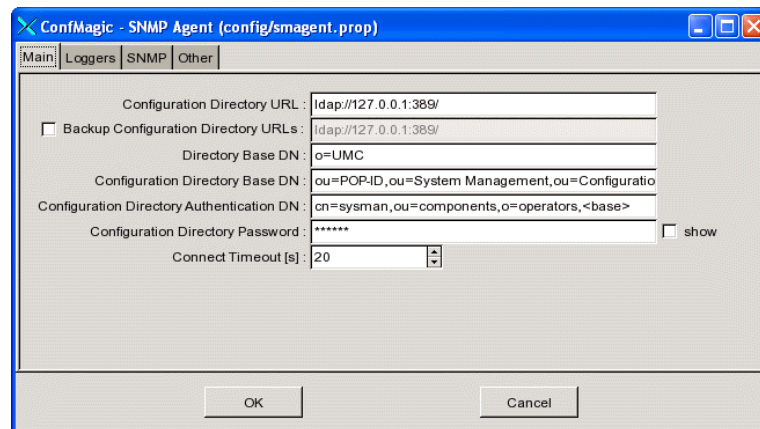 ConfMagic - SNMP Agent (config/smagent.prop)
Main Loggers SNMP Other
Configuration Directory URL : ldap://127.0.0.1:389/
Backup Configuration Directory URLs : ldap://127.0.0.1:389/
Directory Base DN : o=UMC
Configuration Directory Base DN : ou=POP-ID,ou=System Management,ou=Configuratio
Configuration Directory Authentication DN : cn=sysman,ou=components,o=operators,<base>
Configuration Directory Password : ****** show
Connect Timeout [s] : 20
OK Cancel